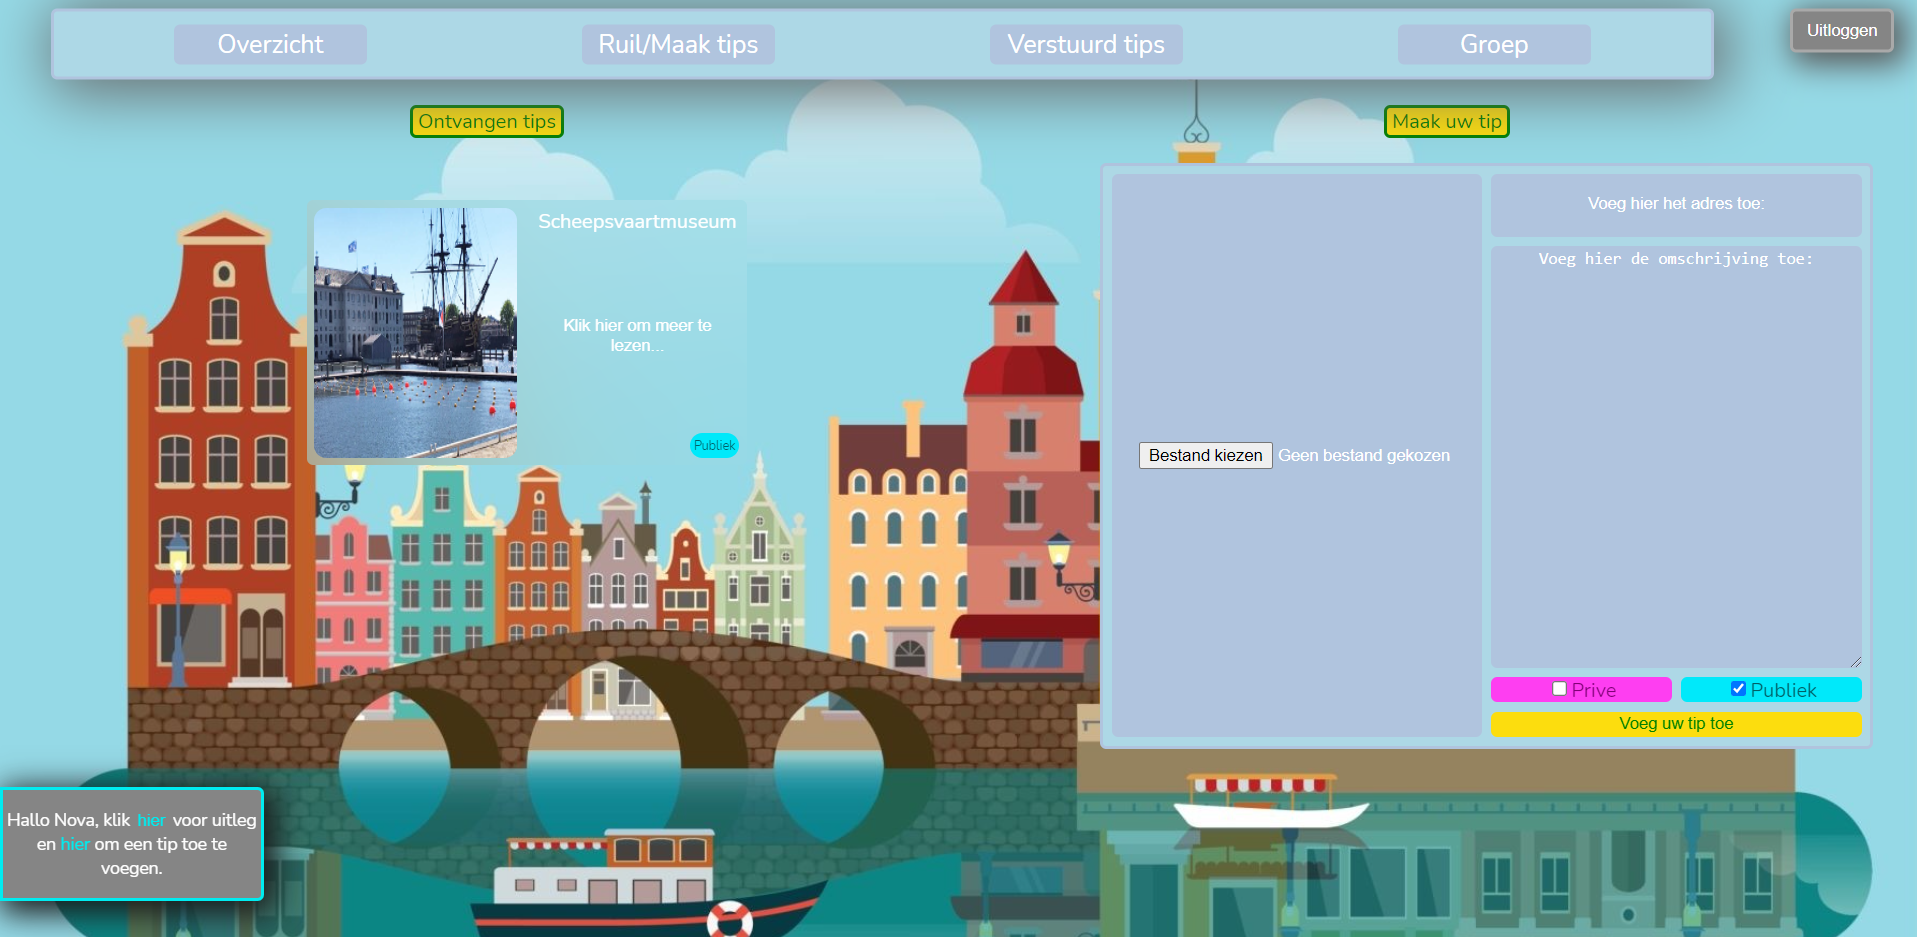 Overzicht
Ruil/Maak tips
Verstuurd tips
Groep
Uitloggen
Ontvangen tips
Maak uw tip
Scheepsvaartmuseum
Klik hier om meer te
lezen...
Publiek
Voeg hier het adres toe:
Voeg hier de omschrijving toe:
Bestand kiezen Geen bestand gekozen
Prive
Publiek
Voeg uw tip toe
Hallo Nova, klik hier voor uitleg
en hier om een tip toe te
voegen.